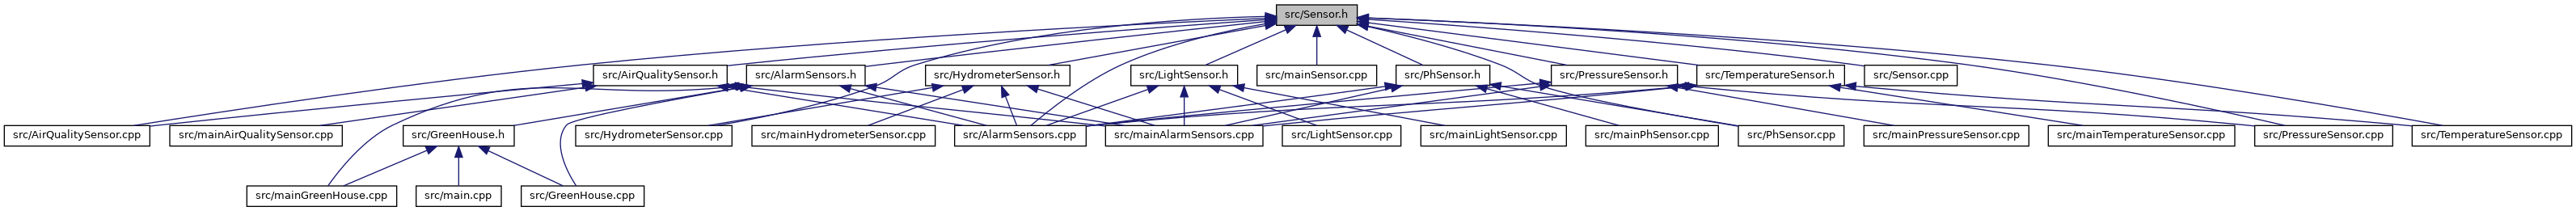 src/Sensor.h
src/AirQualitySensor.h
src/AlarmSensors.h
src/HydrometerSensor.h
src/LightSensor.h
src/mainSensor.cpp
src/PhSensor.h
src/PressureSensor.h
src/TemperatureSensor.h
src/Sensor.cpp
src/AirQualitySensor.cpp
src/mainAirQualitySensor.cpp
src/GreenHouse.h
src/HydrometerSensor.cpp
src/mainHydrometerSensor.cpp
src/AlarmSensors.cpp
src/mainAlarmSensors.cpp
src/LightSensor.cpp
src/mainLightSensor.cpp
src/mainPhSensor.cpp
src/PhSensor.cpp
src/mainPressureSensor.cpp
src/mainTemperatureSensor.cpp
src/PressureSensor.cpp
src/TemperatureSensor.cpp
src/mainGreenHouse.cpp
src/main.cpp
src/GreenHouse.cpp